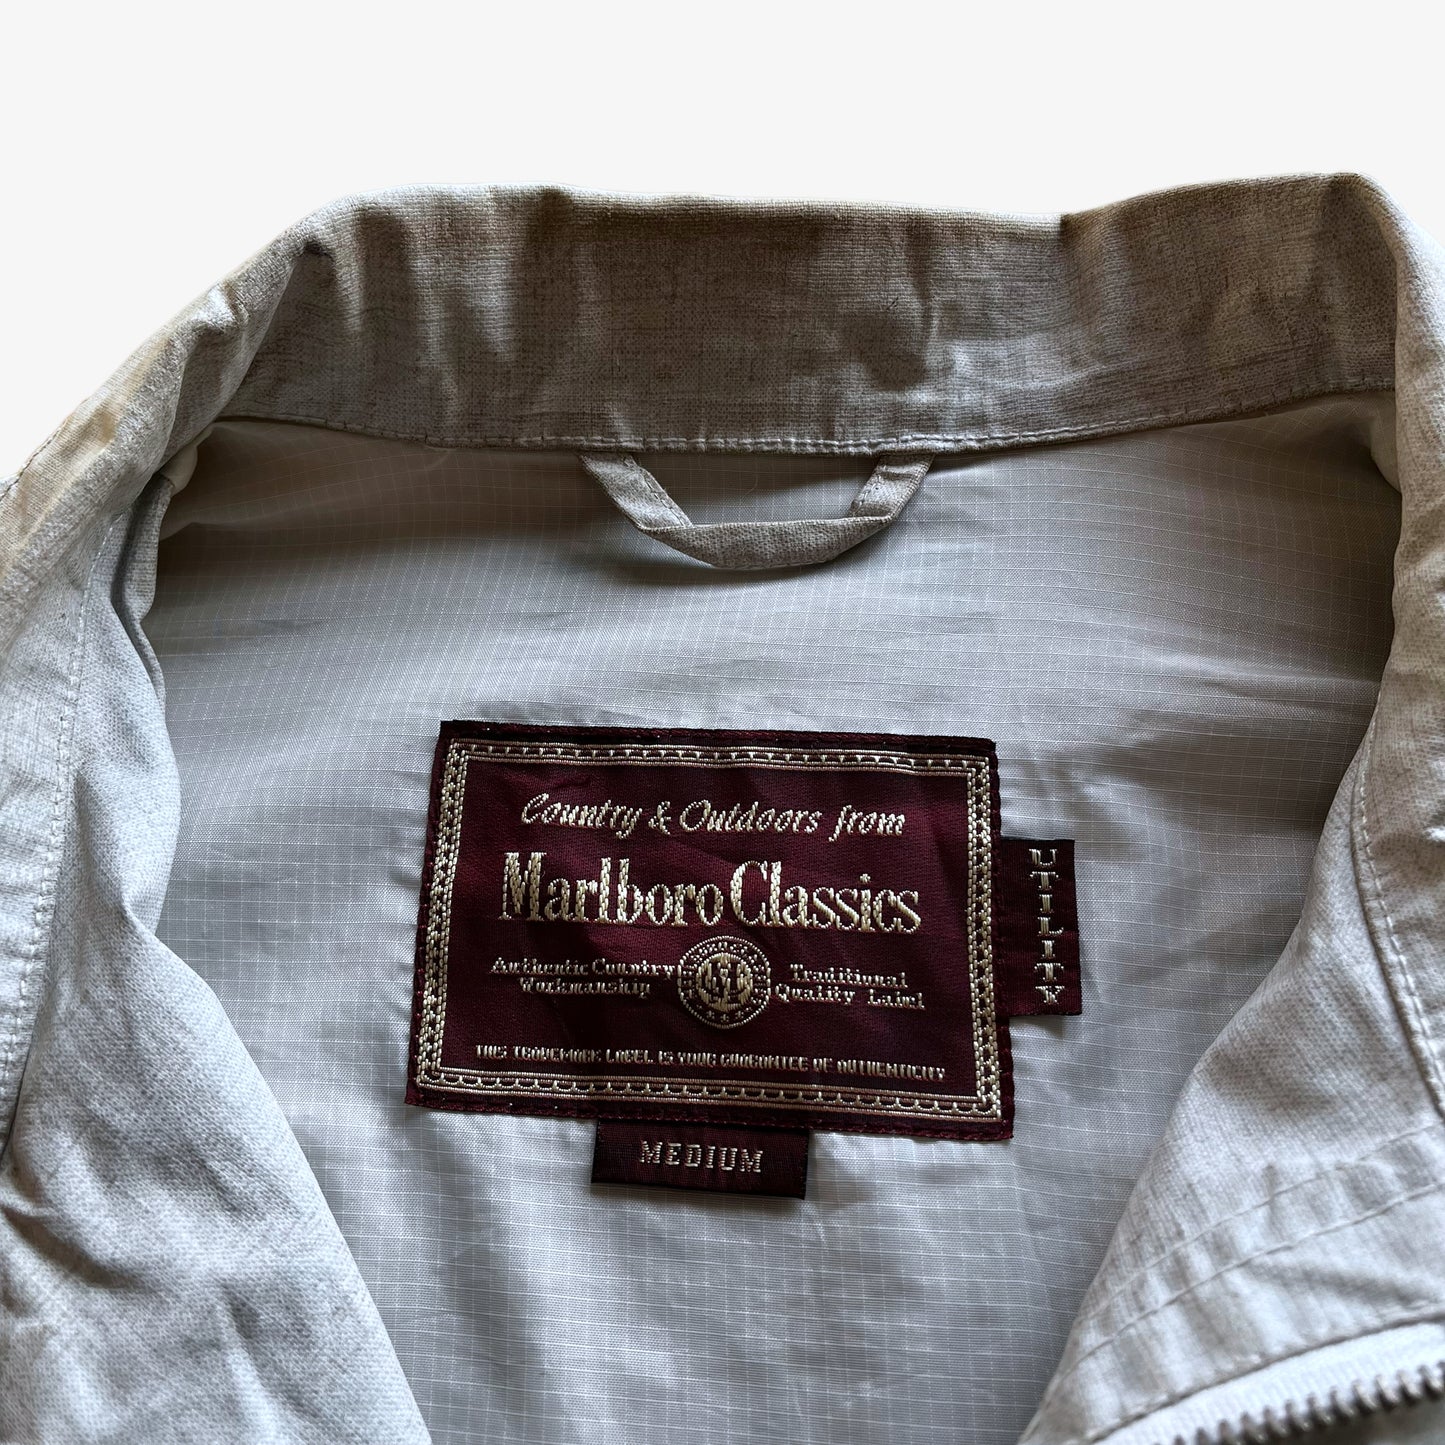 Country & Outdoors from
Marlboro Classics
Authentic Country
Workmanship
Traditional
Quality Label
THIS TRADEMARK LABEL IS YOUR GUARANTEE OF AUTHENTICITY
UTILITY
MEDIUM